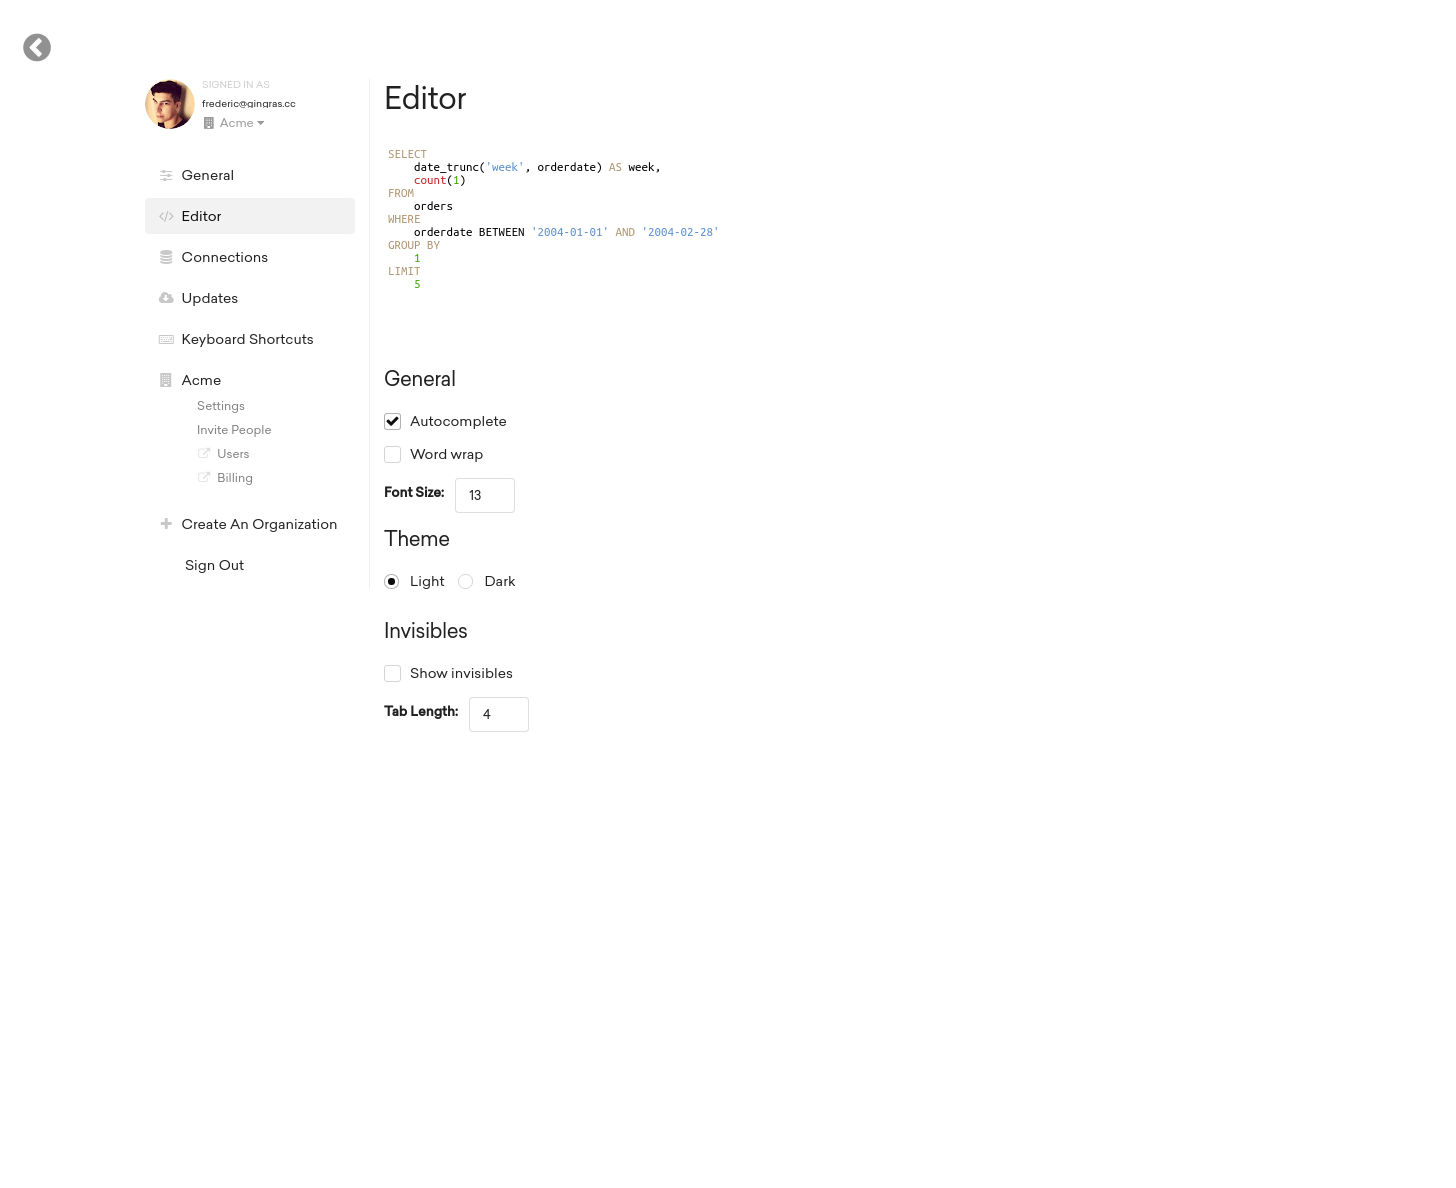 SIGNED IN AS
frederic@gingras.cc
Acme
General
Editor
Connections
Updates
Keyboard Shortcuts
Acme
Settings
Invite People
Users
Billing
Create An Organization
Sign Out
Editor
SELECT
    date_trunc('week', orderdate) AS week,
    count(1)
FROM
    orders
WHERE
    orderdate BETWEEN '2004-01-01' AND '2004-02-28'
GROUP BY
    1
LIMIT
    5
General
Autocomplete
Word wrap
Font Size: 13
Theme
Light Dark
Invisibles
Show invisibles
Tab Length: 4